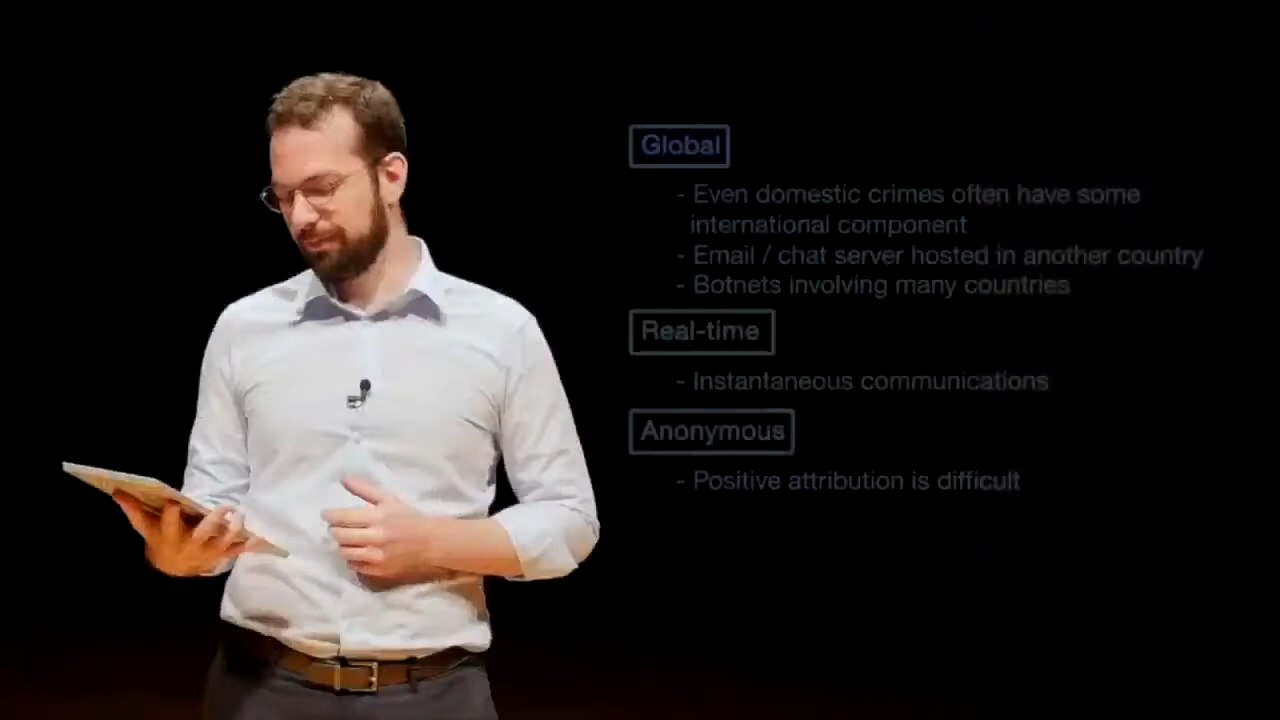 Global
- Even domestic crimes often have some
international component
- Email / chat server hosted in another country
- Botnets involving many countries
Real-time
- Instantaneous communications
Anonymous
- Positive attribution is difficult